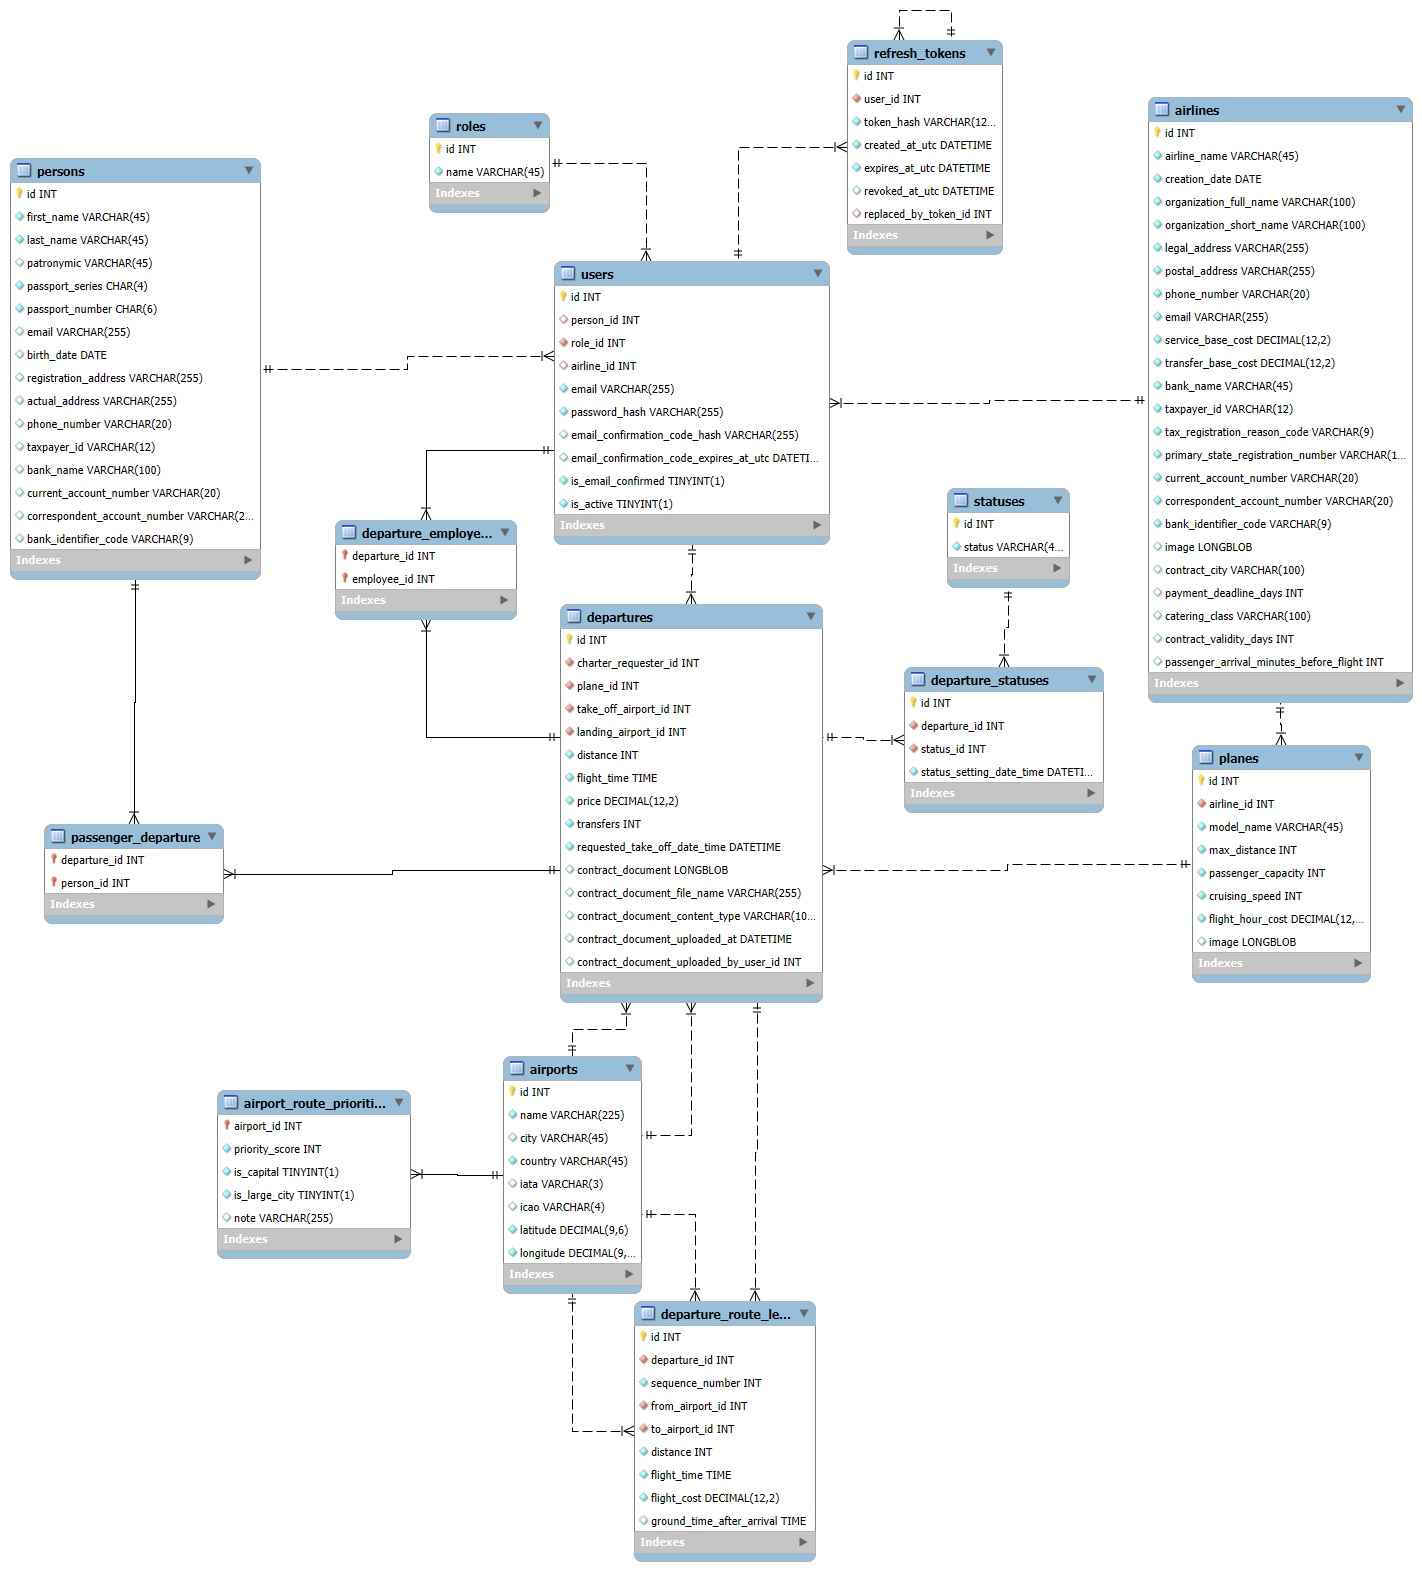 refresh_tokens
id INT
user_id INT
token_hash VARCHAR(12...
created_at_utc DATETIME
expires_at_utc DATETIME
revoked_at_utc DATETIME
replaced_by_token_id INT
Indexes
roles
id INT
name VARCHAR(45)
Indexes
airlines
id INT
airline_name VARCHAR(45)
creation_date DATE
organization_full_name VARCHAR(100)
organization_short_name VARCHAR(100)
legal_address VARCHAR(255)
postal_address VARCHAR(255)
phone_number VARCHAR(20)
email VARCHAR(255)
service_base_cost DECIMAL(12,2)
transfer_base_cost DECIMAL(12,2)
bank_name VARCHAR(45)
taxpayer_id VARCHAR(12)
tax_registration_reason_code VARCHAR(9)
primary_state_registration_number VARCHAR(1...
current_account_number VARCHAR(20)
correspondent_account_number VARCHAR(20)
bank_identifier_code VARCHAR(9)
image LONGBLOB
contract_city VARCHAR(100)
payment_deadline_days INT
catering_class VARCHAR(100)
contract_validity_days INT
passenger_arrival_minutes_before_flight INT
Indexes
persons
id INT
first_name VARCHAR(45)
last_name VARCHAR(45)
patronymic VARCHAR(45)
passport_series CHAR(4)
passport_number CHAR(6)
email VARCHAR(255)
birth_date DATE
registration_address VARCHAR(255)
actual_address VARCHAR(255)
phone_number VARCHAR(20)
taxpayer_id VARCHAR(12)
bank_name VARCHAR(100)
current_account_number VARCHAR(20)
correspondent_account_number VARCHAR(2...
bank_identifier_code VARCHAR(9)
Indexes
users
id INT
person_id INT
role_id INT
airline_id INT
email VARCHAR(255)
password_hash VARCHAR(255)
email_confirmation_code_hash VARCHAR(255)
email_confirmation_code_expires_at_utc DATETI...
is_email_confirmed TINYINT(1)
is_active TINYINT(1)
Indexes
statuses
id INT
status VARCHAR(4...
Indexes
departure_employe...
departure_id INT
employee_id INT
Indexes
departures
id INT
charter_requester_id INT
plane_id INT
take_off_airport_id INT
landing_airport_id INT
distance INT
flight_time TIME
price DECIMAL(12,2)
transfers INT
requested_take_off_date_time DATETIME
contract_document LONGBLOB
contract_document_file_name VARCHAR(255)
contract_document_content_type VARCHAR(10...
contract_document_uploaded_at DATETIME
contract_document_uploaded_by_user_id INT
Indexes
departure_statuses
id INT
departure_id INT
status_id INT
status_setting_date_time DATETI...
Indexes
planes
id INT
airline_id INT
model_name VARCHAR(45)
max_distance INT
passenger_capacity INT
cruising_speed INT
flight_hour_cost DECIMAL(12,...
image LONGBLOB
Indexes
passenger_departure
departure_id INT
person_id INT
Indexes
airports
id INT
name VARCHAR(225)
city VARCHAR(45)
country VARCHAR(45)
iata VARCHAR(3)
icao VARCHAR(4)
latitude DECIMAL(9,6)
longitude DECIMAL(9,...
Indexes
airport_route_prioriti...
airport_id INT
priority_score INT
is_capital TINYINT(1)
is_large_city TINYINT(1)
note VARCHAR(255)
Indexes
departure_route_le...
id INT
departure_id INT
sequence_number INT
from_airport_id INT
to_airport_id INT
distance INT
flight_time TIME
flight_cost DECIMAL(12,2)
ground_time_after_arrival TIME
Indexes